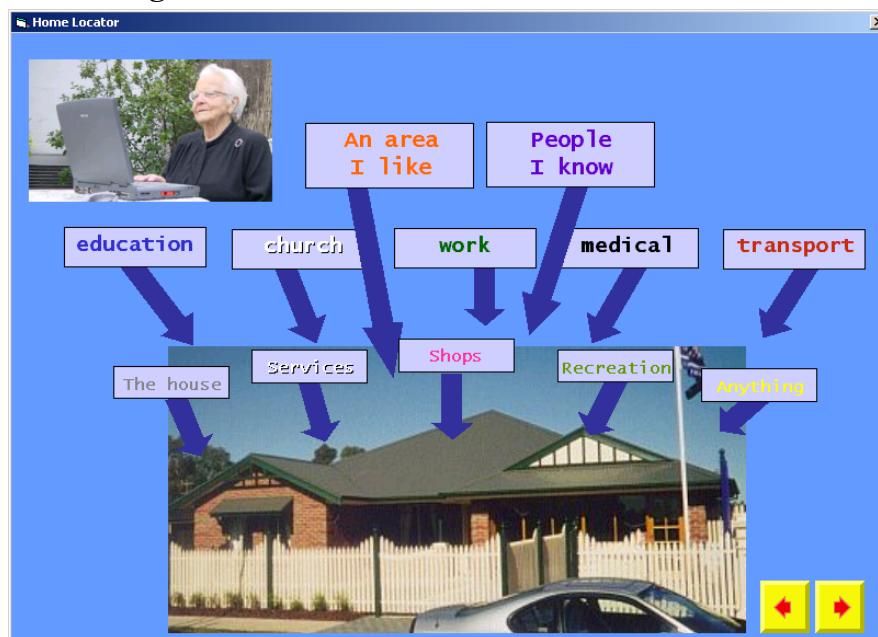 Home Locator
An area
I like
People
I know
education
church
work
medical
transport
The house
Services
Shops
Recreation
Anything